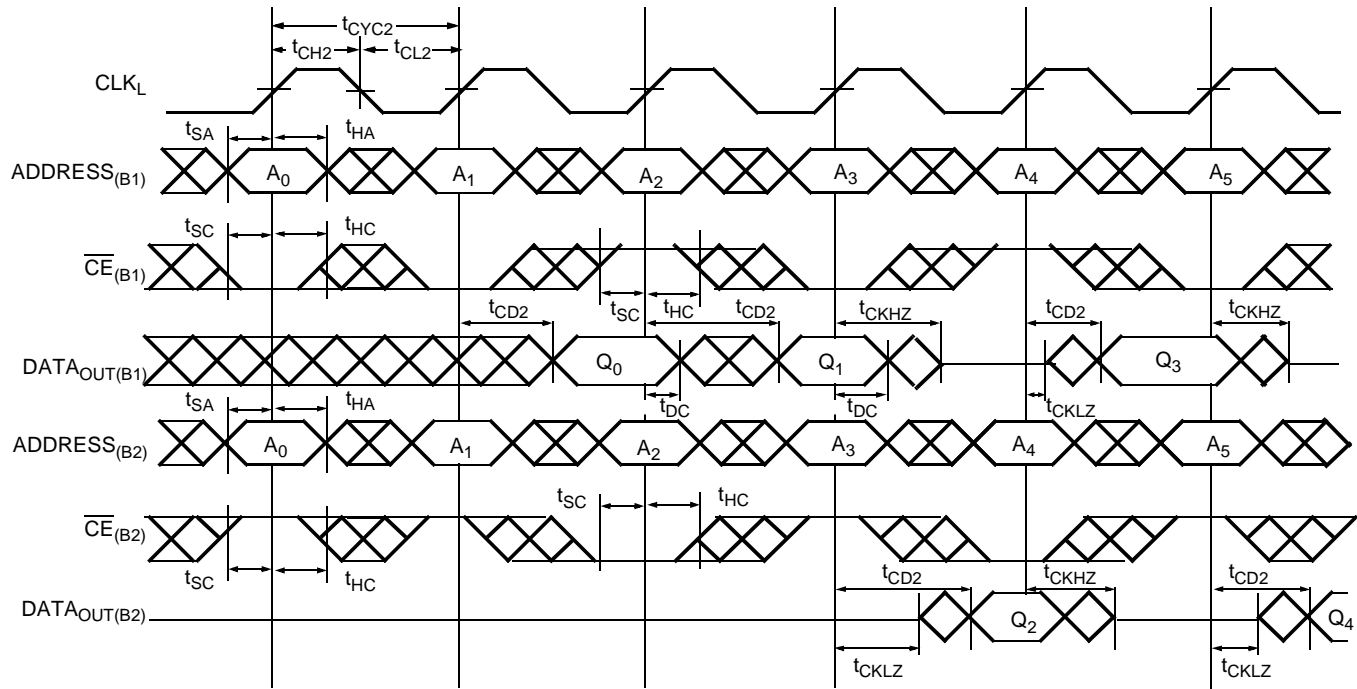 tCYC2
tCH2 tCL2
CLKL
tSA tHA
ADDRESS(B1) A0 A1 A2 A3 A4 A5
tSC tHC
CE(B1)
tCD2 tSC tHC tCD2 tCKHZ tCD2 tCKHZ
DATAOUT(B1) Q0 Q1 Q3
tSA tHA tDC tDC tCKLZ
ADDRESS(B2) A0 A1 A2 A3 A4 A5
tSC tHC
CE(B2)
tSC tHC tCD2 tCKHZ tCD2
DATAOUT(B2) Q2 Q4
tCKLZ tCKLZ